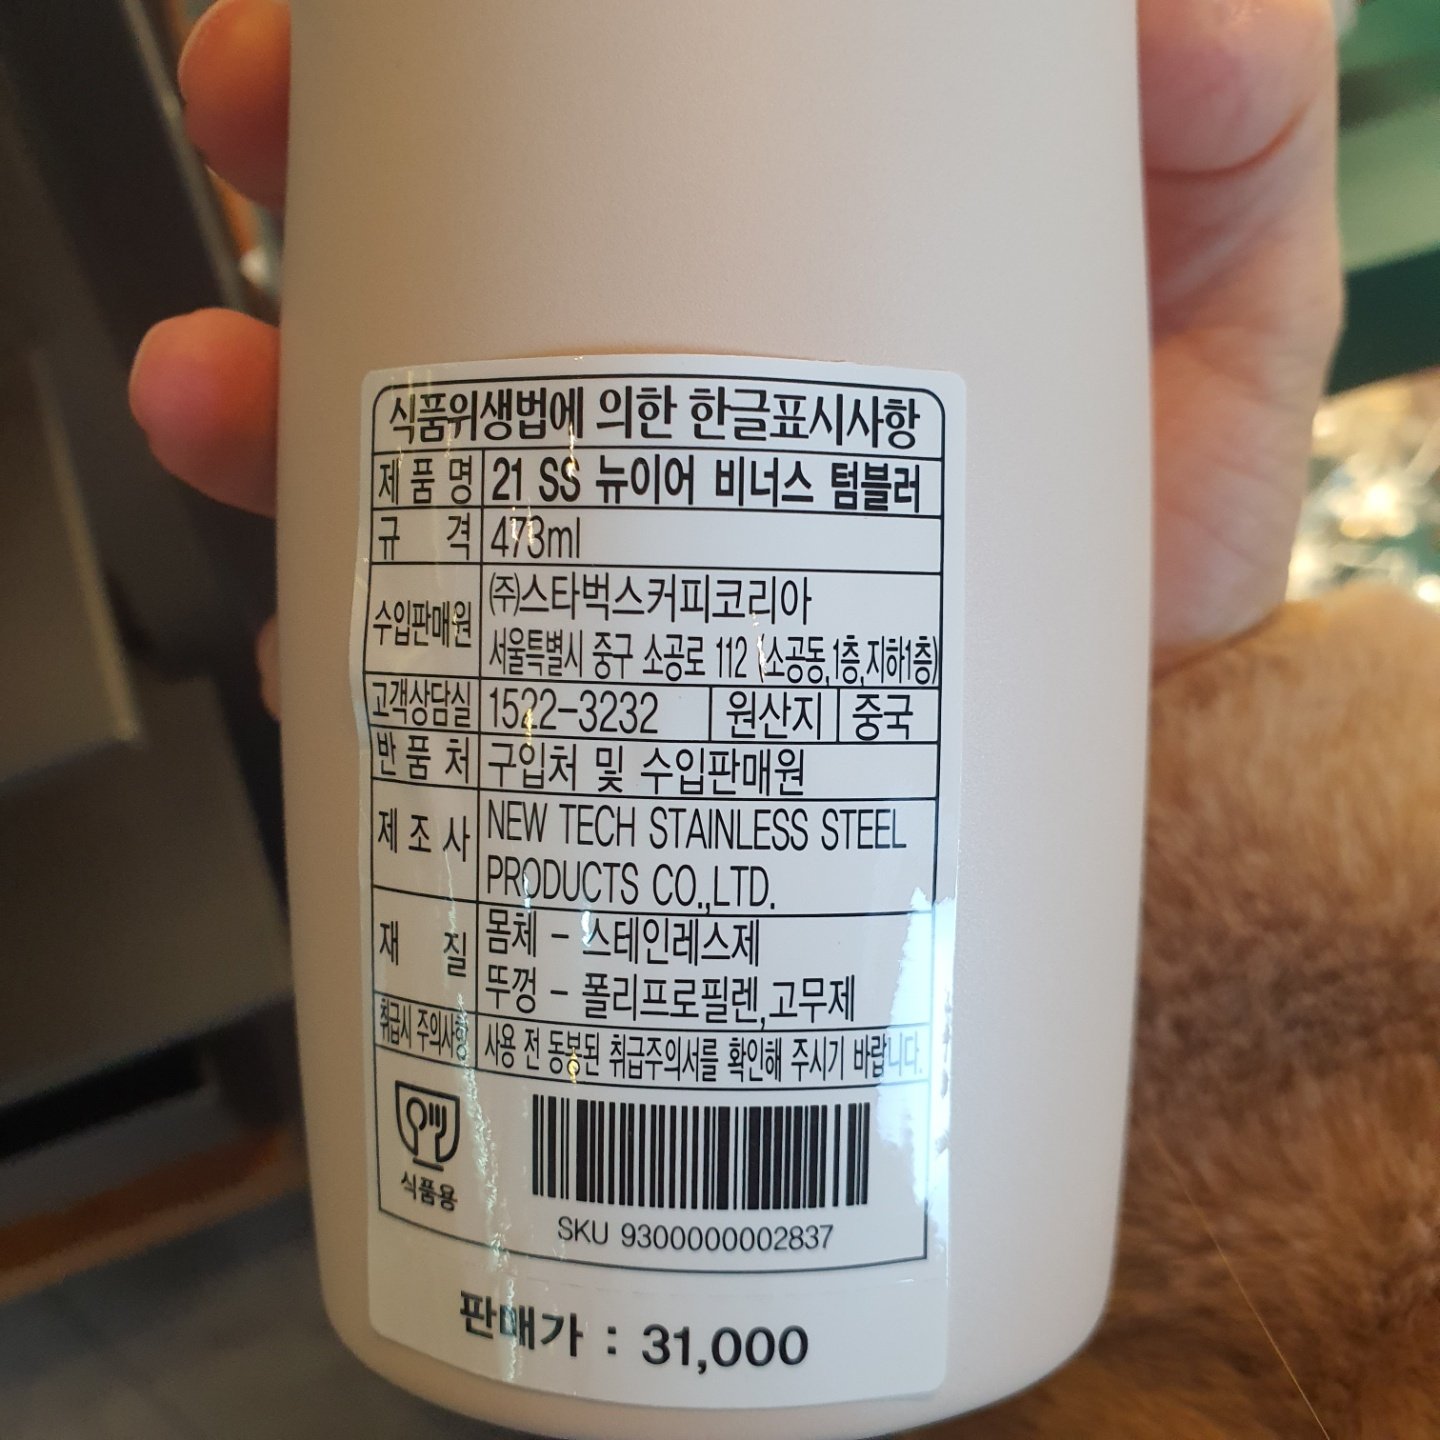 식품위생법에 의한 한글표시사항
제품명 21 SS 뉴이어 비너스 텀블러
규격 473ml
수입판매원 ㈜스타벅스커피코리아
서울특별시 중구 소공로 112 (소공동,1층,지하1층)
고객상담실 1522-3232 원산지 중국
반품처 구입처 및 수입판매원
제조사 NEW TECH STAINLESS STEEL
PRODUCTS CO.,LTD.
재질 몸체 - 스테인레스제
뚜껑 - 폴리프로필렌,고무제
취급시 주의사항 사용 전 동봉된 취급주의서를 확인해 주시기 바랍니다.
식품용
SKU 9300000002837
판매가 : 31,000